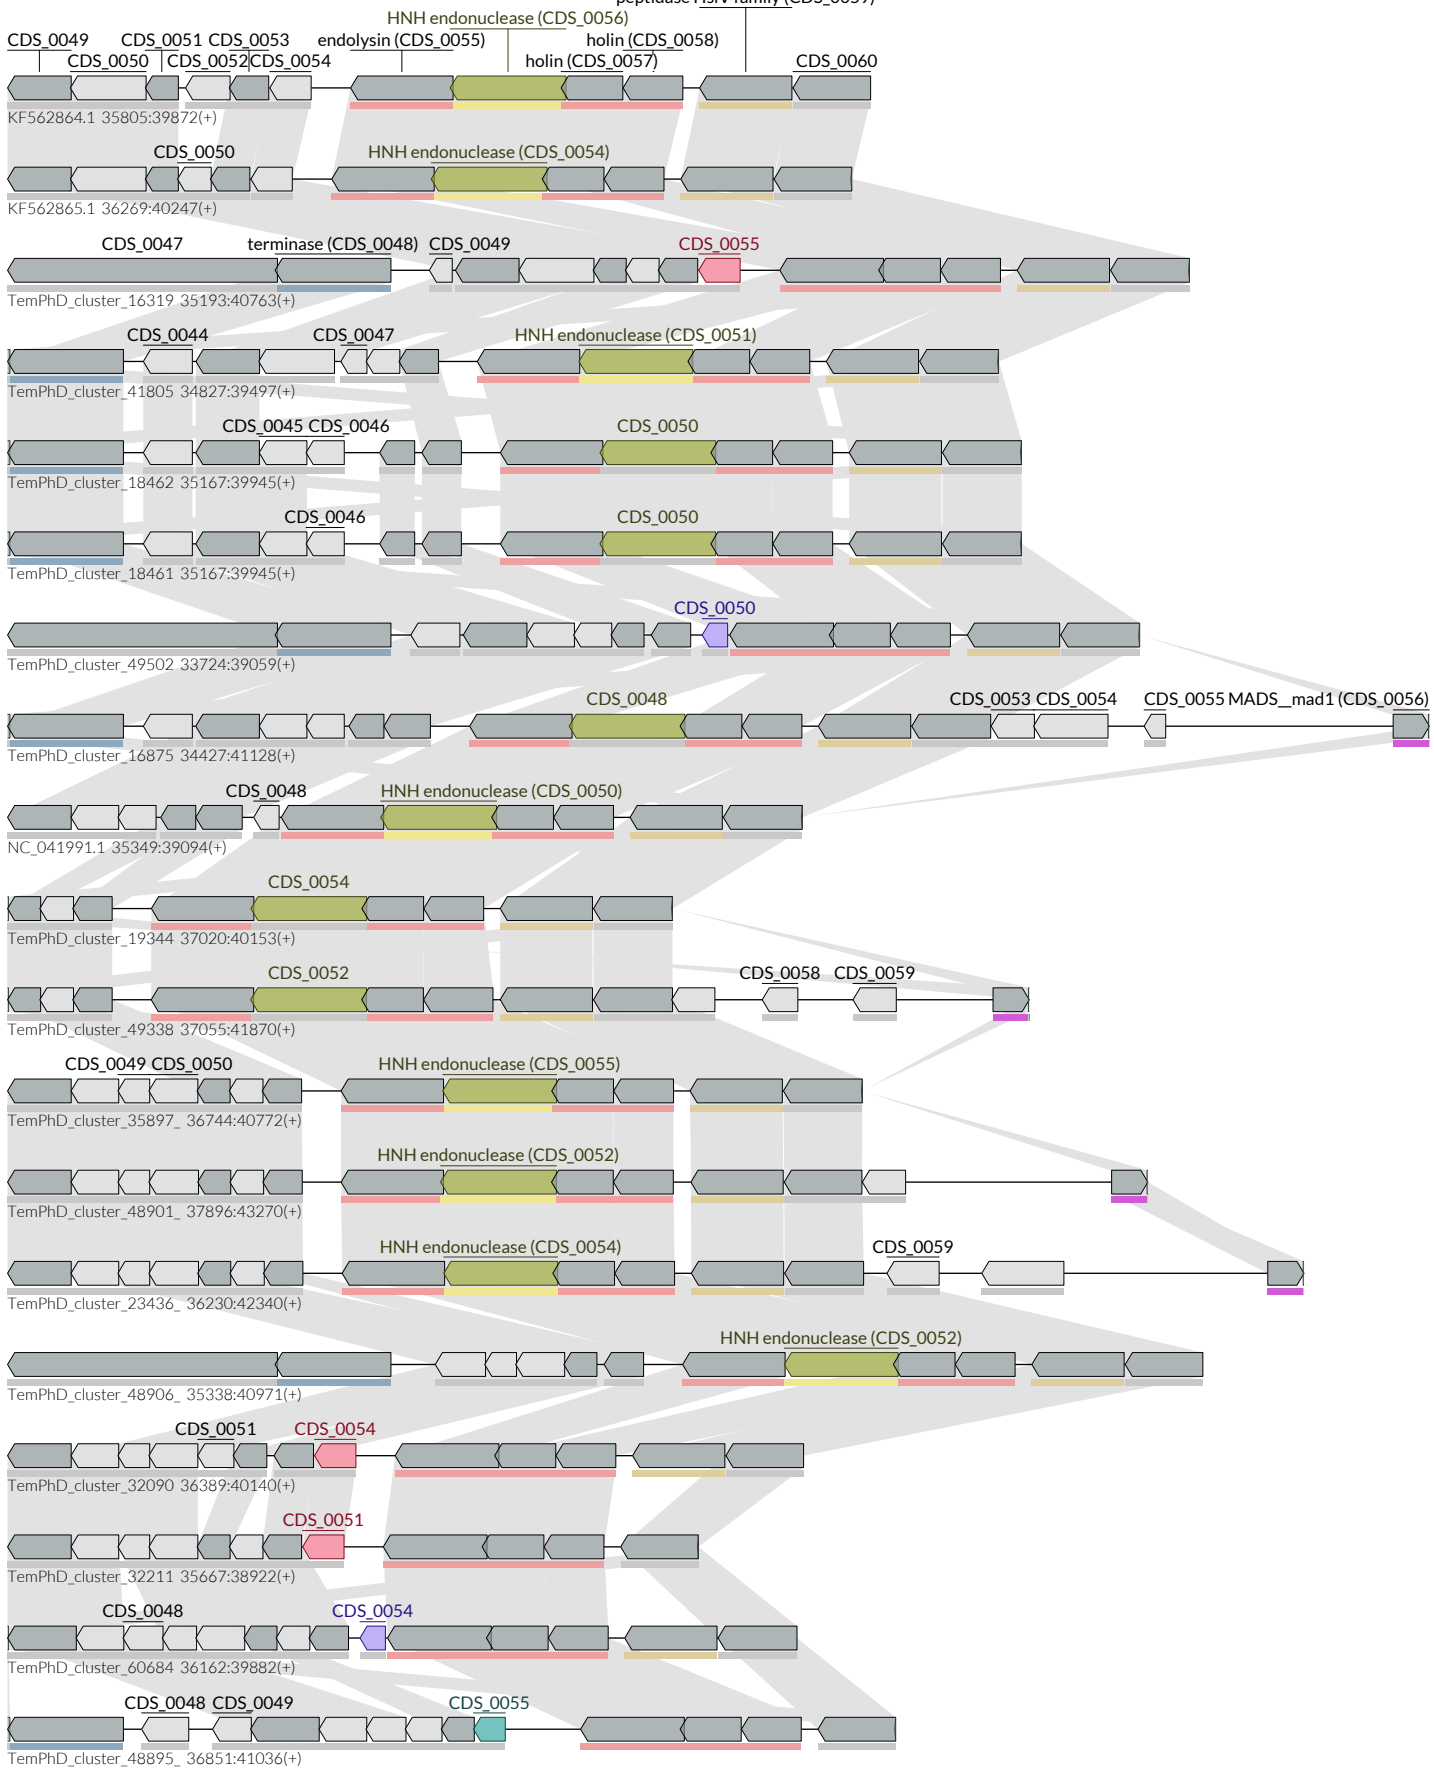 peptidase HslV family (CDS_0059)
HNH endonuclease (CDS_0056)
CDS_0049 CDS_0051 CDS_0053 endolysin (CDS_0055) holin (CDS_0058)
CDS_0050 CDS_0052 CDS_0054 holin (CDS_0057) CDS_0060
KF562864.1 35805:39872(+)
CDS_0050 HNH endonuclease (CDS_0054)
KF562865.1 36269:40247(+)
CDS_0047 terminase (CDS_0048) CDS_0049 CDS_0055
TemPhD_cluster_16319 35193:40763(+)
CDS_0044 CDS_0047 HNH endonuclease (CDS_0051)
TemPhD_cluster_41805 34827:39497(+)
CDS_0045 CDS_0046 CDS_0050
TemPhD_cluster_18462 35167:39945(+)
CDS_0046 CDS_0050
TemPhD_cluster_18461 35167:39945(+)
CDS_0050
TemPhD_cluster_49502 33724:39059(+)
CDS_0048 CDS_0053 CDS_0054 CDS_0055 MADS__mad1 (CDS_0056)
TemPhD_cluster_16875 34427:41128(+)
CDS_0048 HNH endonuclease (CDS_0050)
NC_041991.1 35349:39094(+)
CDS_0054
TemPhD_cluster_19344 37020:40153(+)
CDS_0052 CDS_0058 CDS_0059
TemPhD_cluster_49338 37055:41870(+)
CDS_0049 CDS_0050 HNH endonuclease (CDS_0055)
TemPhD_cluster_35897_ 36744:40772(+)
HNH endonuclease (CDS_0052)
TemPhD_cluster_48901_ 37896:43270(+)
HNH endonuclease (CDS_0054) CDS_0059
TemPhD_cluster_23436_ 36230:42340(+)
HNH endonuclease (CDS_0052)
TemPhD_cluster_48906_ 35338:40971(+)
CDS_0051 CDS_0054
TemPhD_cluster_32090 36389:40140(+)
CDS_0051
TemPhD_cluster_32211 35667:38922(+)
CDS_0048 CDS_0054
TemPhD_cluster_60684 36162:39882(+)
CDS_0048 CDS_0049 CDS_0055
TemPhD_cluster_48895_ 36851:41036(+)